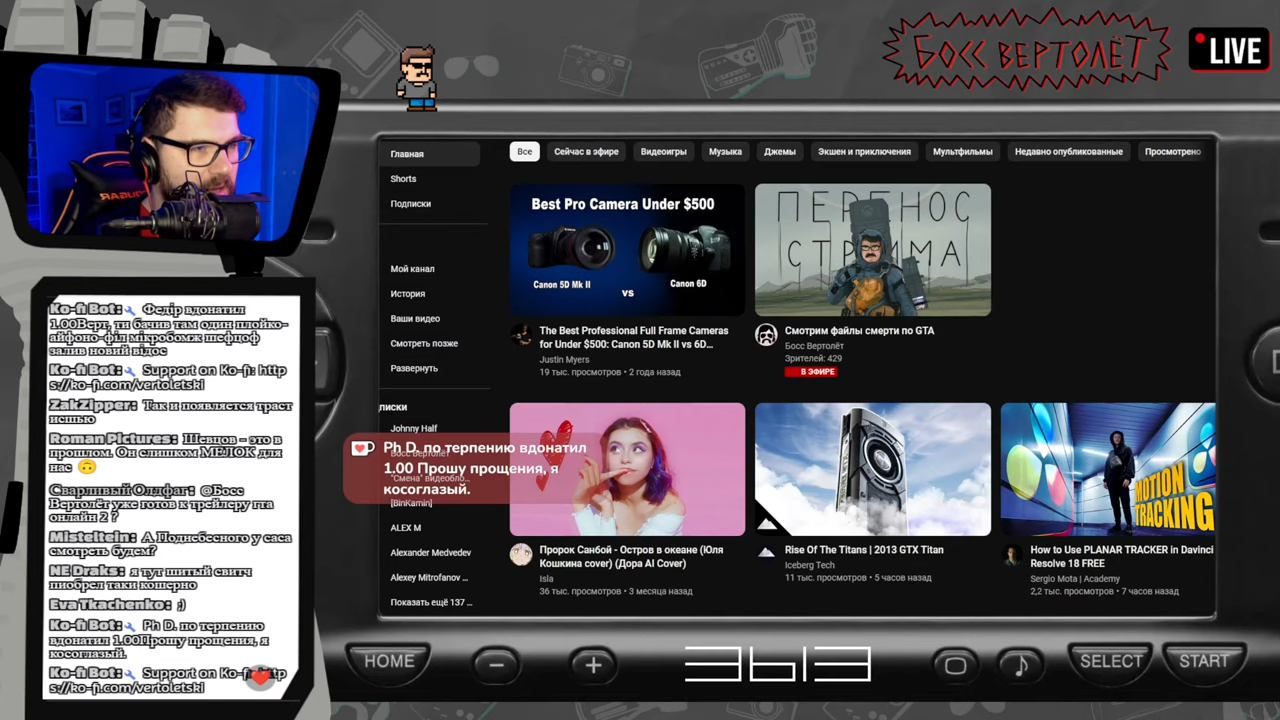 БОСС ВЕРТОЛЁТ
LIVE
Ko-fi Bot: Федір вдонатил
1.00Верт, ти бачив там один плойко-
айфоно-філ мікробомж шефцоф
залив новий відос
Ko-fi Bot: Support on Ko-fi: http
s://ko-fi.com/vertoletski
ZakZipper: Так и появляется траст
исшью
Roman Pictures: Шевцов - это в
прошлом. Он слишком МЕЛОК для
нас
Сварливый Олдфаг: @Босс
Вертолёт уже готов к трейлеру гта
онлайн 2 ?
Misteltein: А Поднебесного у саса
смотреть будем?
NE Draks: я тут шитый свитч
пиобрел таки кошерно
Eva Tkachenko: ;)
Ko-fi Bot: Ph D. по терпению
вдонатил 1.00Прошу прощения, я
косоглазый.
Ko-fi Bot: Support on Ko-fi: http
s://ko-fi.com/vertoletski
Главная
Shorts
Подписки
Мой канал
История
Ваши видео
Смотреть позже
Развернуть
писки
Johnny Half
Босс Вертолёт
"Смена" видеобло...
[BinKamin]
ALEX M
Alexander Medvedev
Alexey Mitrofanov ...
Показать ещё 137 ...
Ph D. по терпению вдонатил
1.00 Прошу прощения, я
косоглазый.
Все
Сейчас в эфире
Видеоигры
Музыка
Джемы
Экшен и приключения
Мультфильмы
Недавно опубликованные
Просмотрено
Best Pro Camera Under $500
Canon 5D Mk II
vs
Canon 6D
The Best Professional Full Frame Cameras
for Under $500: Canon 5D Mk II vs 6D...
Justin Myers
19 тыс. просмотров • 2 года назад
ПЕРЕНОС
СТРИМА
Смотрим файлы смерти по GTA
Босс Вертолёт
Зрителей: 429
В ЭФИРЕ
Пророк Санбой - Остров в океане (Юля
Кошкина cover) (Дора AI Cover)
Isla
36 тыс. просмотров • 3 месяца назад
Rise Of The Titans | 2013 GTX Titan
Iceberg Tech
11 тыс. просмотров • 5 часов назад
MOTION
TRACKING
How to Use PLANAR TRACKER in Davinci
Resolve 18 FREE
Sergio Mota | Academy
2,2 тыс. просмотров • 7 часов назад
HOME
3613
SELECT
START